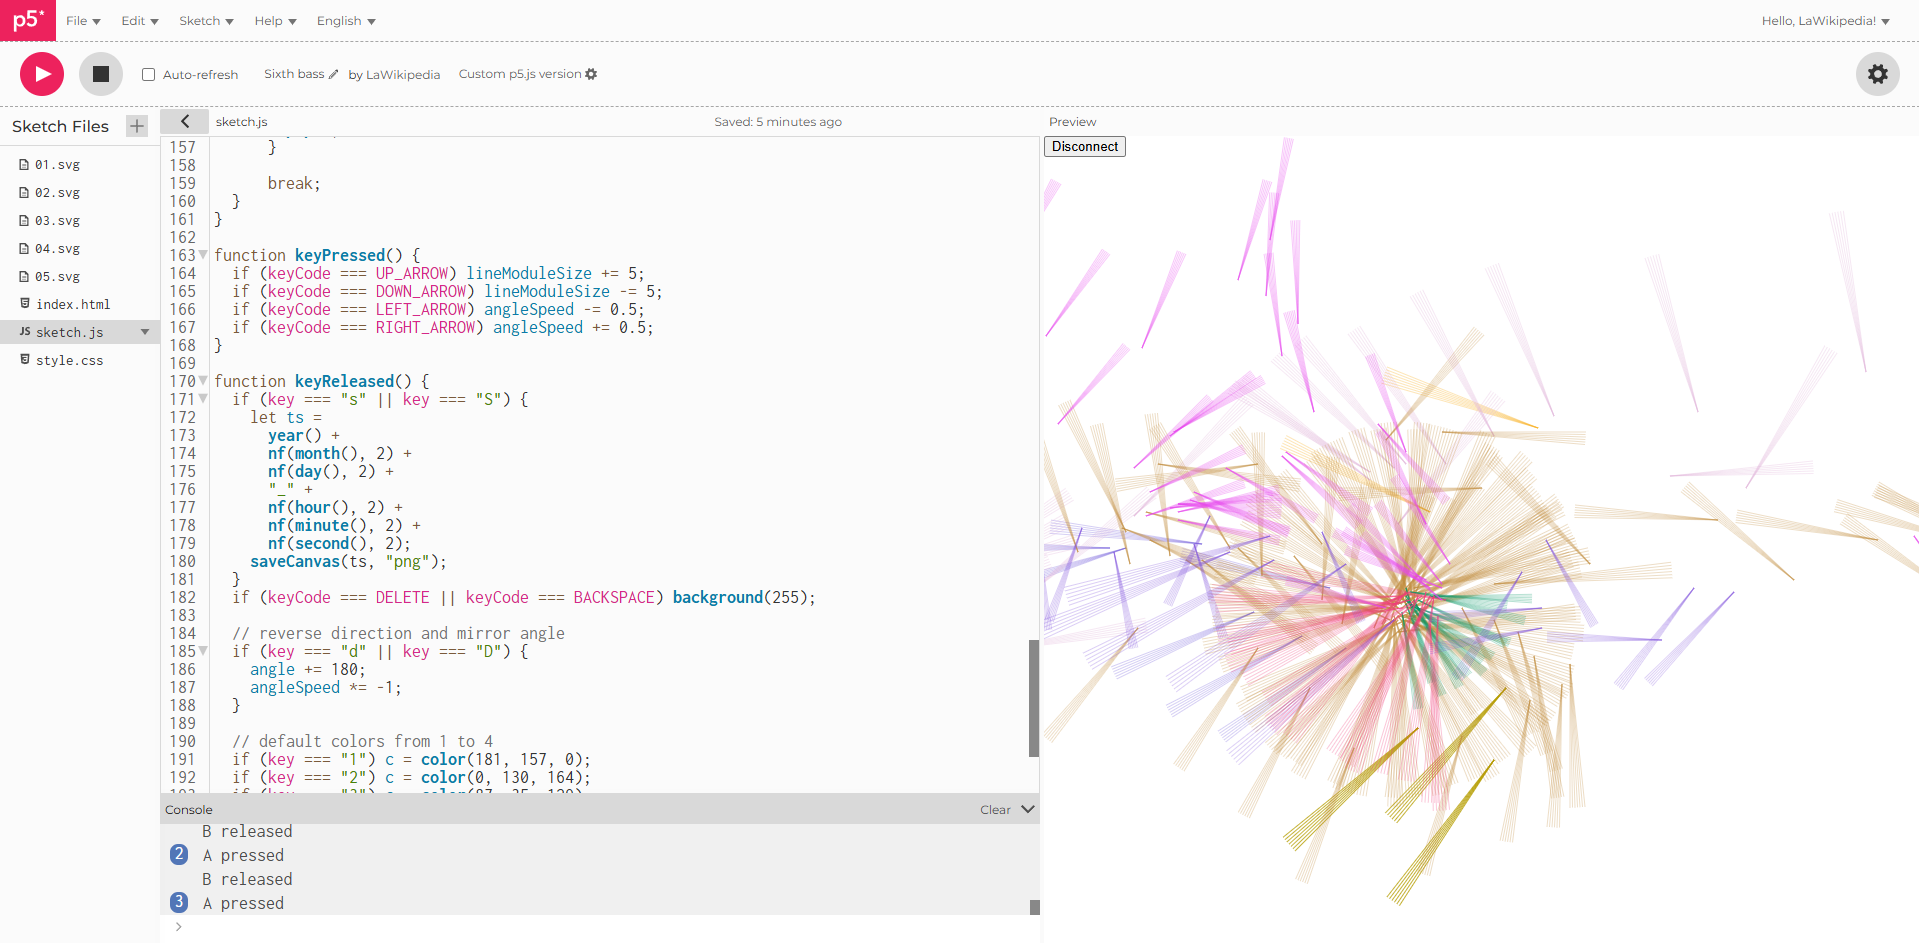 p5*
File Edit Sketch Help English Hello, LaWikipedia!
Auto-refresh Sixth bass by LaWikipedia Custom p5.js version
Sketch Files +
sketch.js Saved: 5 minutes ago Preview
01.svg
02.svg
03.svg
04.svg
05.svg
index.html
JS sketch.js
style.css
157 }
158
159 break;
160 }
161 }
162
163 function keyPressed() {
164 if (keyCode === UP_ARROW) lineModuleSize += 5;
165 if (keyCode === DOWN_ARROW) lineModuleSize -= 5;
166 if (keyCode === LEFT_ARROW) angleSpeed -= 0.5;
167 if (keyCode === RIGHT_ARROW) angleSpeed += 0.5;
168 }
169
170 function keyReleased() {
171 if (key === "s" || key === "S") {
172 let ts =
173 year() +
174 nf(month(), 2) +
175 nf(day(), 2) +
176 "_" +
177 nf(hour(), 2) +
178 nf(minute(), 2) +
179 nf(second(), 2);
180 saveCanvas(ts, "png");
181 }
182 if (keyCode === DELETE || keyCode === BACKSPACE) background(255);
183
184 // reverse direction and mirror angle
185 if (key === "d" || key === "D") {
186 angle += 180;
187 angleSpeed *= -1;
188 }
189
190 // default colors from 1 to 4
191 if (key === "1") c = color(181, 157, 0);
192 if (key === "2") c = color(0, 130, 164);
Console Clear
B released
2 A pressed
B released
3 A pressed
>
Disconnect